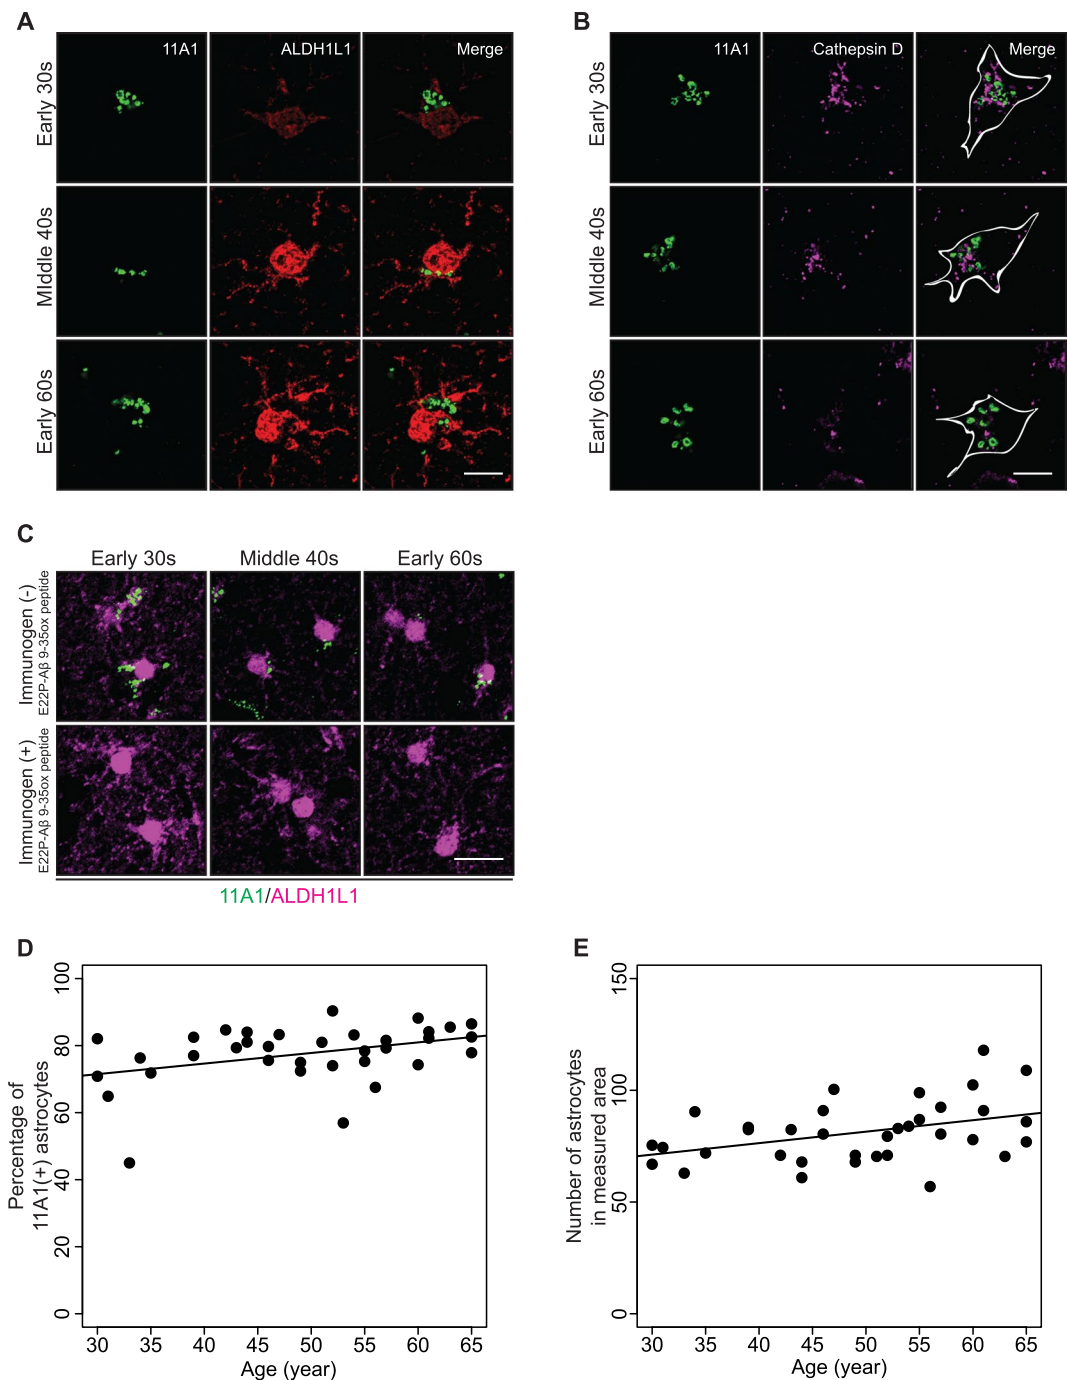 A
11A1
ALDH1L1
Merge
Early 30s
MIddle 40s
Early 60s
B
11A1
Cathepsin D
Merge
Early 30s
MIddle 40s
Early 60s
C
Early 30s
Middle 40s
Early 60s
Immunogen (-)
E22P-Aβ 9-35ox peptide
Immunogen (+)
E22P-Aβ 9-35ox peptide
11A1/ALDH1L1
D
Percentage of
11A1(+) astrocytes
100
80
60
40
20
0
30 35 40 45 50 55 60 65
Age (year)
E
Number of astrocytes
in measured area
150
100
50
0
30 35 40 45 50 55 60 65
Age (year)